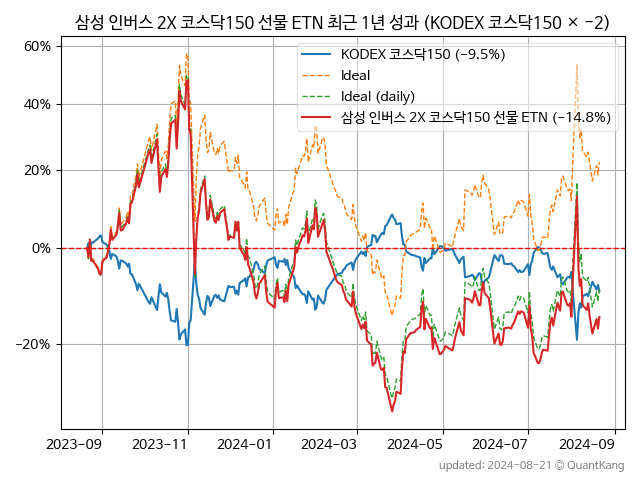 삼성 인버스 2X 코스닥150 선물 ETN 최근 1년 성과 (KODEX 코스닥150 × −2)
KODEX 코스닥150 (−9.5%)
Ideal
Ideal (daily)
삼성 인버스 2X 코스닥150 선물 ETN (−14.8%)
60%
40%
20%
0%
−20%
2023-09 2023-11 2024-01 2024-03 2024-05 2024-07 2024-09
updated: 2024-08-21 © QuantKang